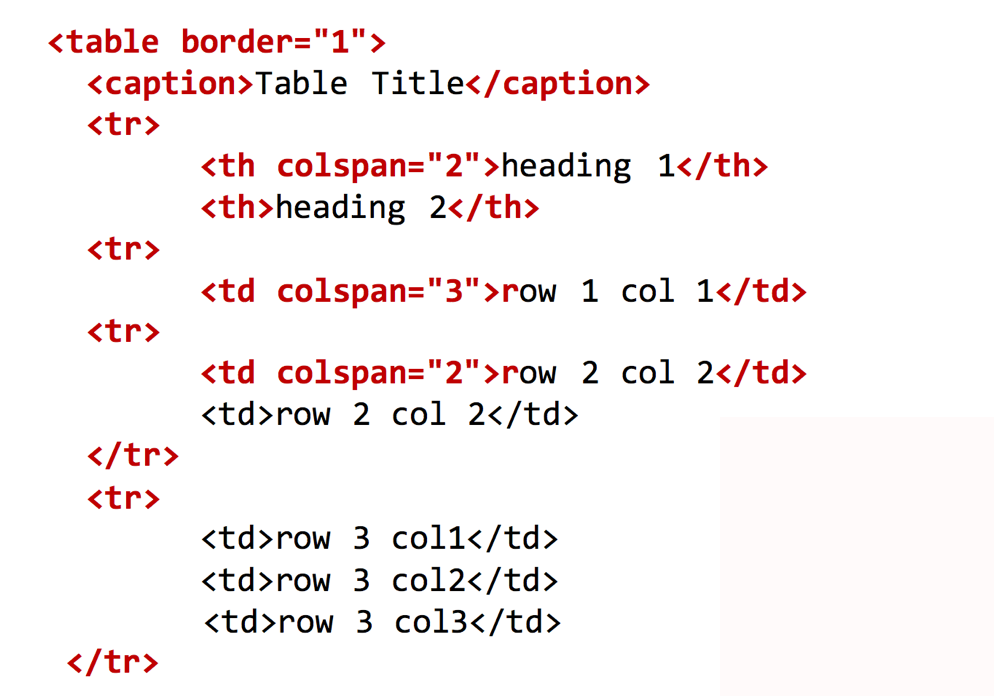 <table border="1">
<caption>Table Title</caption>
<tr>
<th colspan="2">heading 1</th>
<th>heading 2</th>
<tr>
<td colspan="3">row 1 col 1</td>
<tr>
<td colspan="2">row 2 col 2</td>
<td>row 2 col 2</td>
</tr>
<tr>
<td>row 3 col1</td>
<td>row 3 col2</td>
<td>row 3 col3</td>
</tr>